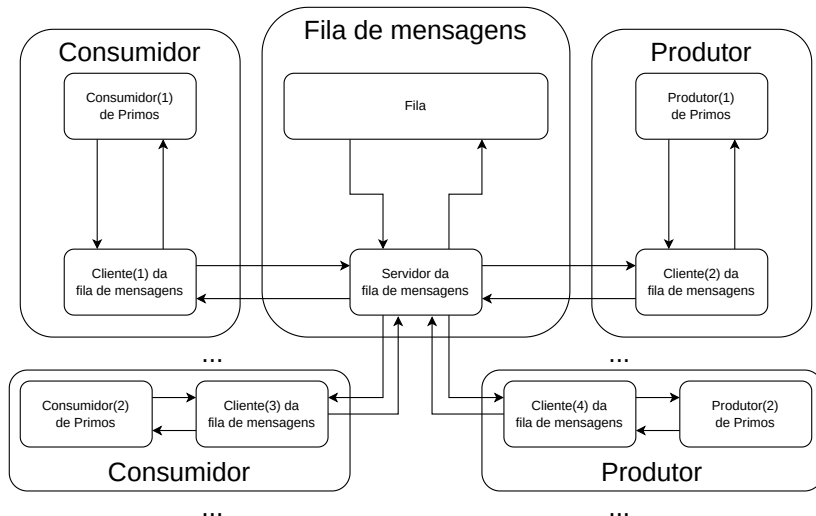 Consumidor
Fila de mensagens
Produtor
Consumidor(1)
de Primos
Fila
Produtor(1)
de Primos
Cliente(1) da
fila de mensagens
Servidor da
fila de mensagens
Cliente(2) da
fila de mensagens
...
...
Consumidor(2)
de Primos
Cliente(3) da
fila de mensagens
Cliente(4) da
fila de mensagens
Produtor(2)
de Primos
Consumidor
Produtor
...
...